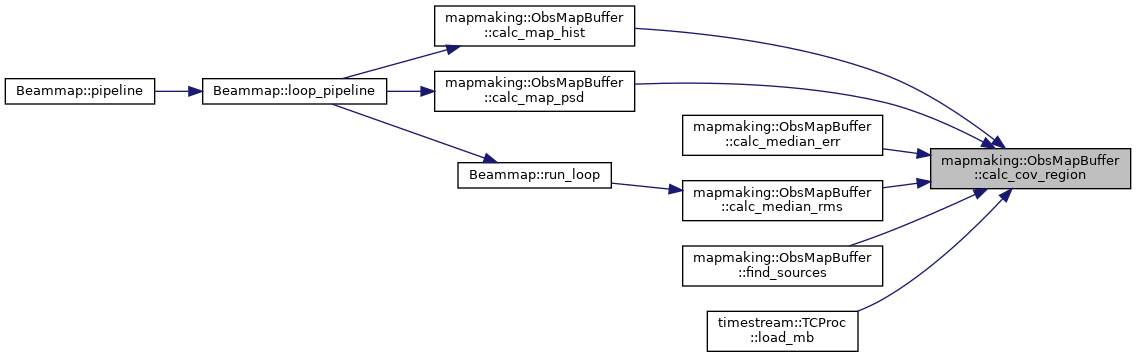 mapmaking::ObsMapBuffer
::calc_map_hist
Beammap::pipeline
Beammap::loop_pipeline
mapmaking::ObsMapBuffer
::calc_map_psd
mapmaking::ObsMapBuffer
::calc_median_err
mapmaking::ObsMapBuffer
::calc_cov_region
Beammap::run_loop
mapmaking::ObsMapBuffer
::calc_median_rms
mapmaking::ObsMapBuffer
::find_sources
timestream::TCProc
::load_mb